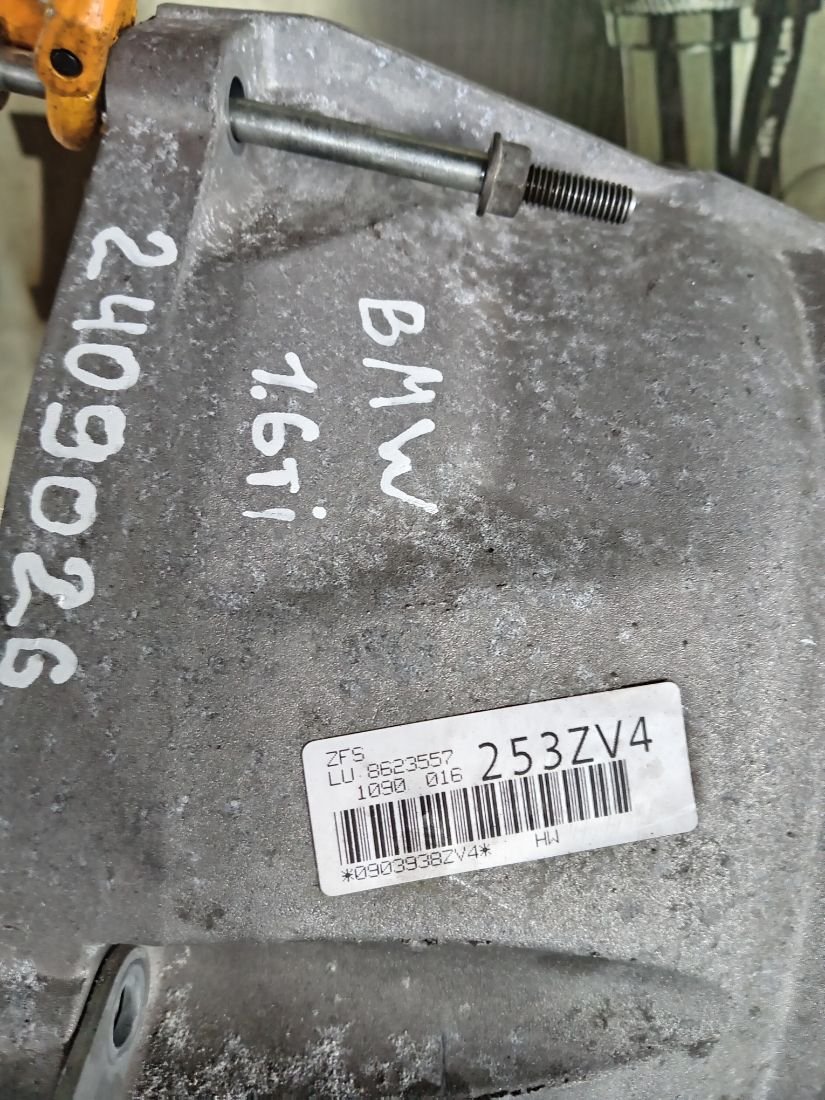 BMW
1.6Ti
2409026
ZFS
LU 8623557
1090 016
253ZV4
*0903938ZV4*
HW